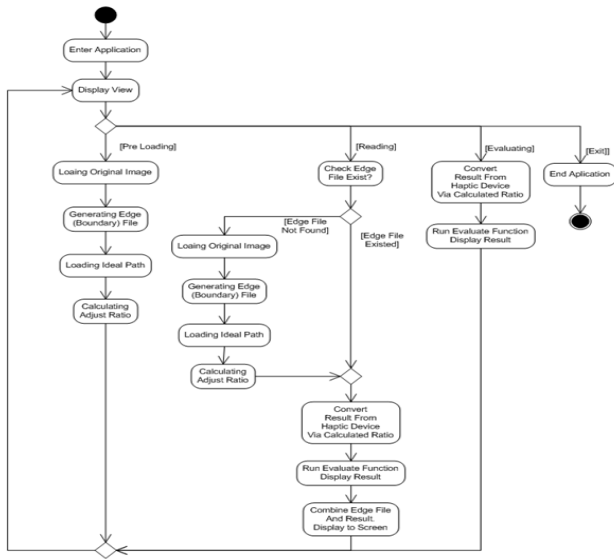 Enter Application
Display View
[Pre Loading]
Loaing Original Image
Generating Edge
(Boundary) File
Loading Ideal Path
Calculating
Adjust Ratio
[Reading]
Check Edge
File Exist?
[Edge File
Not Found]
Loaing Original Image
Generating Edge
(Boundary) File
Loading Ideal Path
Calculating
Adjust Ratio
[Edge File
Existed]
Convert
Result From
Haptic Device
Via Calculated Ratio
Run Evaluate Function
Display Result
Combine Edge File
And Result.
Display to Screen
[Evaluating]
Convert
Result From
Haptic Device
Via Calculated Ratio
Run Evaluate Function
Display Result
[Exit]]
End Aplication